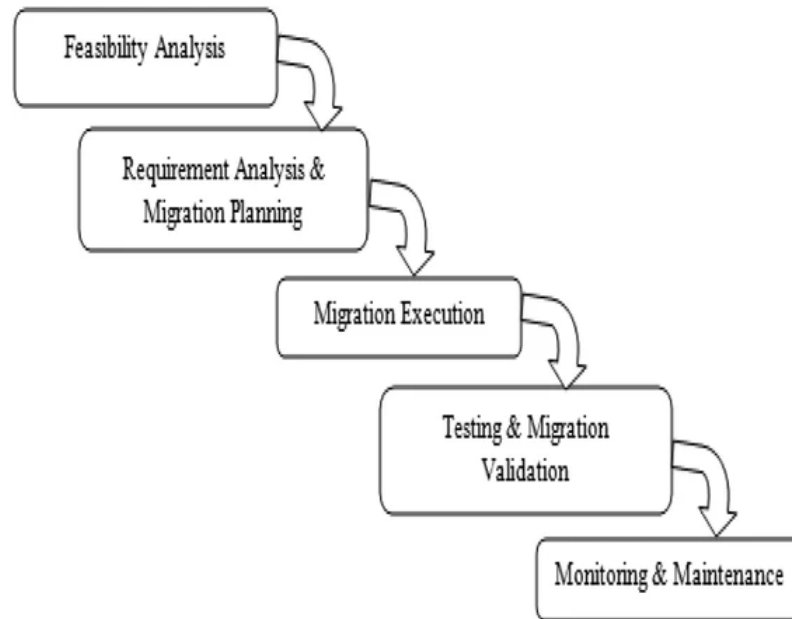 Feasibility Analysis
Requirement Analysis &
Migration Planning
Migration Execution
Testing & Migration
Validation
Monitoring & Maintenance